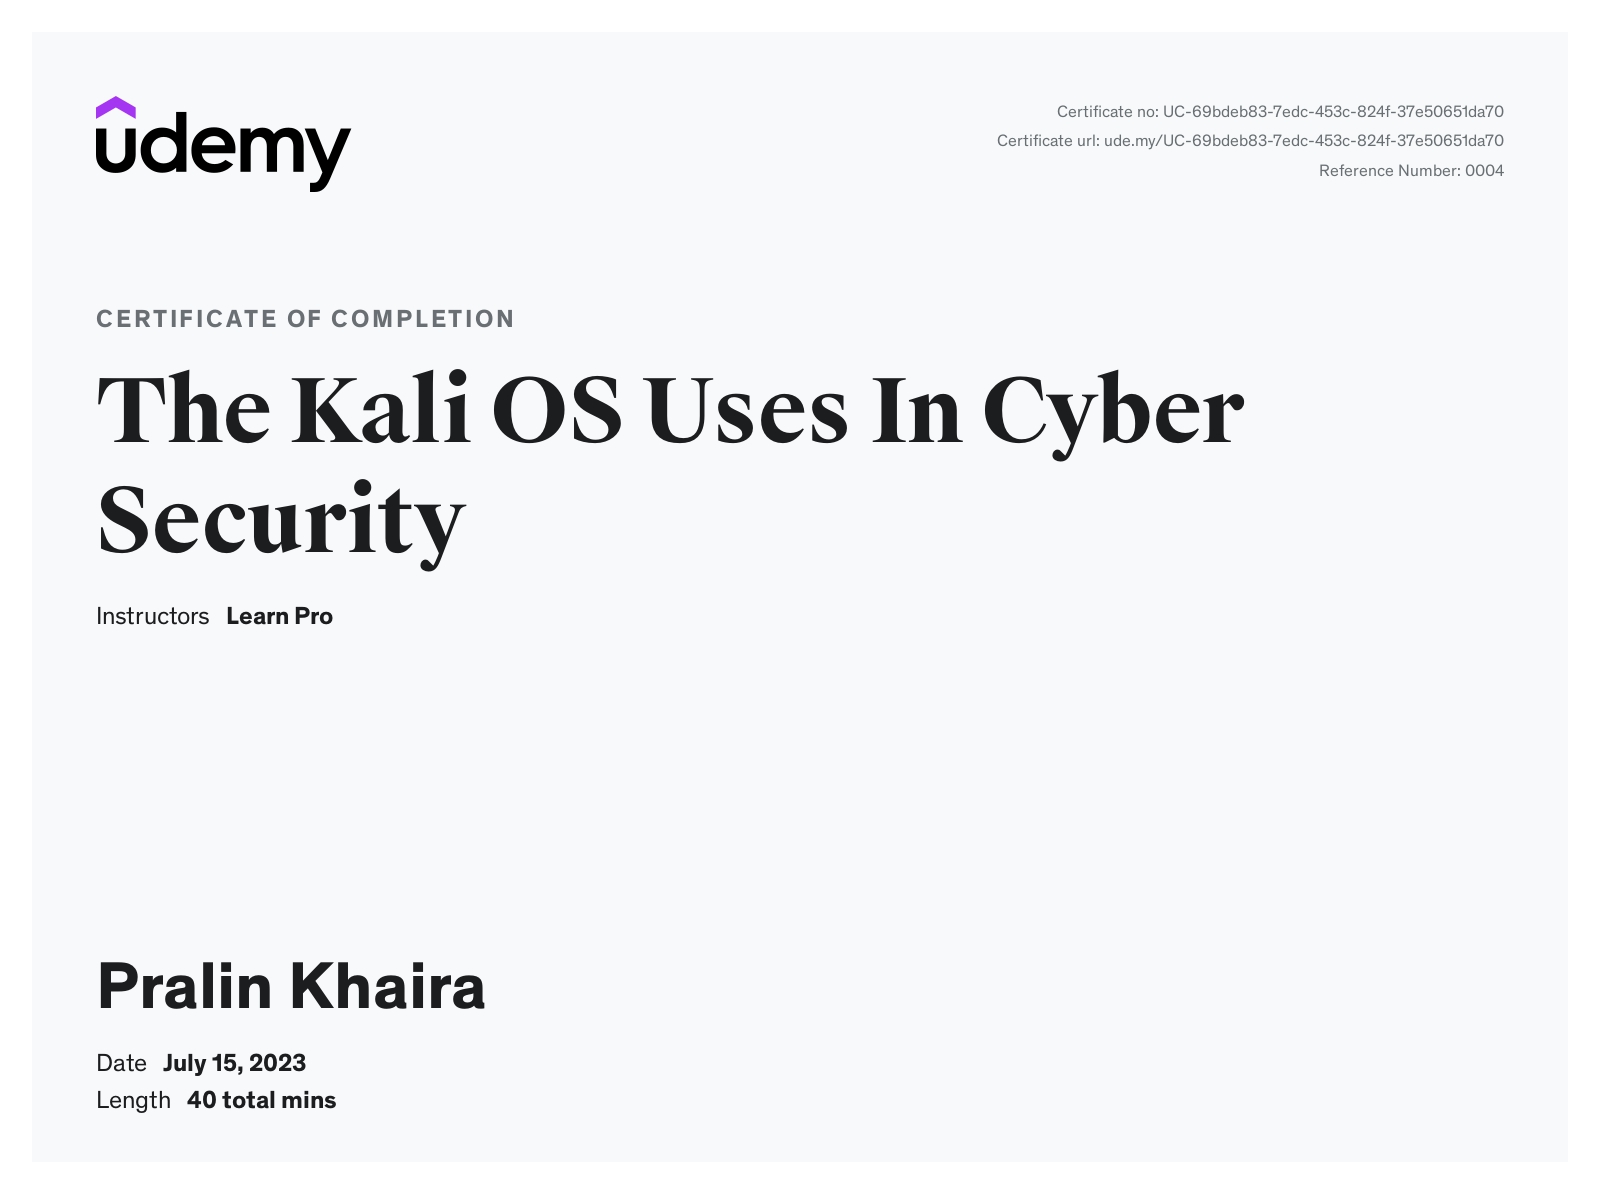 udemy
Certificate no: UC-69bdeb83-7edc-453c-824f-37e50651da70
Certificate url: ude.my/UC-69bdeb83-7edc-453c-824f-37e50651da70
Reference Number: 0004
CERTIFICATE OF COMPLETION
The Kali OS Uses In Cyber
Security
Instructors Learn Pro
Pralin Khaira
Date July 15, 2023
Length 40 total mins